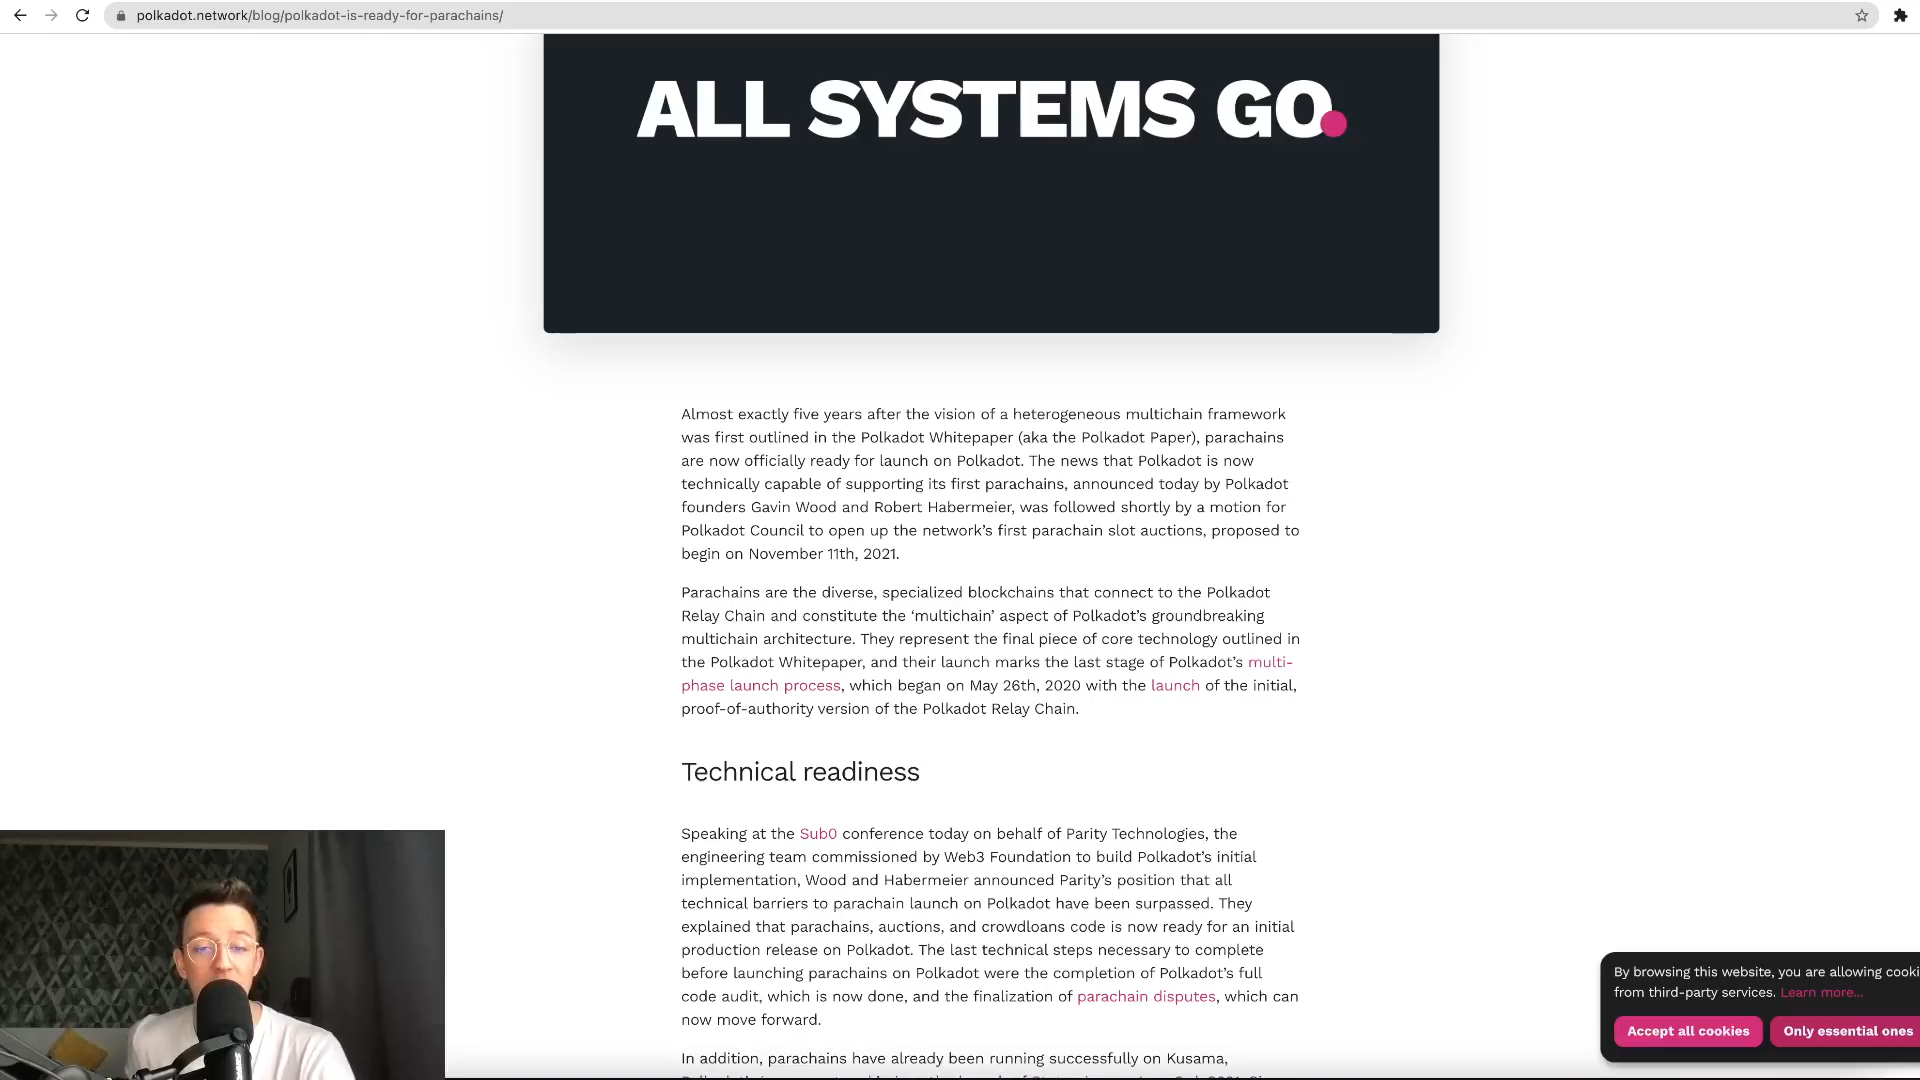 polkadot.network/blog/polkadot-is-ready-for-parachains/
ALL SYSTEMS GO.
Almost exactly five years after the vision of a heterogeneous multichain framework
was first outlined in the Polkadot Whitepaper (aka the Polkadot Paper), parachains
are now officially ready for launch on Polkadot. The news that Polkadot is now
technically capable of supporting its first parachains, announced today by Polkadot
founders Gavin Wood and Robert Habermeier, was followed shortly by a motion for
Polkadot Council to open up the network’s first parachain slot auctions, proposed to
begin on November 11th, 2021.
Parachains are the diverse, specialized blockchains that connect to the Polkadot
Relay Chain and constitute the ‘multichain’ aspect of Polkadot’s groundbreaking
multichain architecture. They represent the final piece of core technology outlined in
the Polkadot Whitepaper, and their launch marks the last stage of Polkadot’s multi-
phase launch process, which began on May 26th, 2020 with the launch of the initial,
proof-of-authority version of the Polkadot Relay Chain.
Technical readiness
Speaking at the Sub0 conference today on behalf of Parity Technologies, the
engineering team commissioned by Web3 Foundation to build Polkadot’s initial
implementation, Wood and Habermeier announced Parity’s position that all
technical barriers to parachain launch on Polkadot have been surpassed. They
explained that parachains, auctions, and crowdloans code is now ready for an initial
production release on Polkadot. The last technical steps necessary to complete
before launching parachains on Polkadot were the completion of Polkadot’s full
code audit, which is now done, and the finalization of parachain disputes, which can
now move forward.
In addition, parachains have already been running successfully on Kusama,
By browsing this website, you are allowing cooki
from third-party services. Learn more...
Accept all cookies
Only essential ones